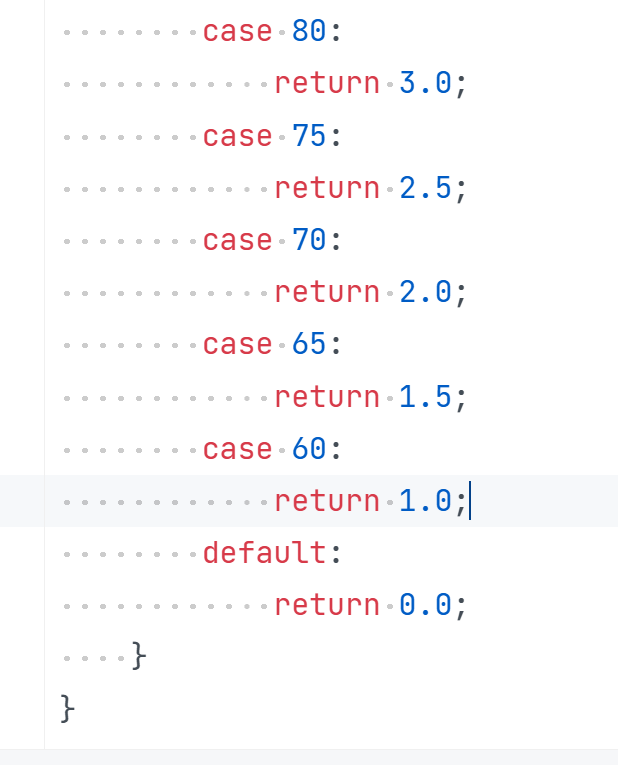 case 80:
            return 3.0;
        case 75:
            return 2.5;
        case 70:
            return 2.0;
        case 65:
            return 1.5;
        case 60:
            return 1.0;
        default:
            return 0.0;
    }
}